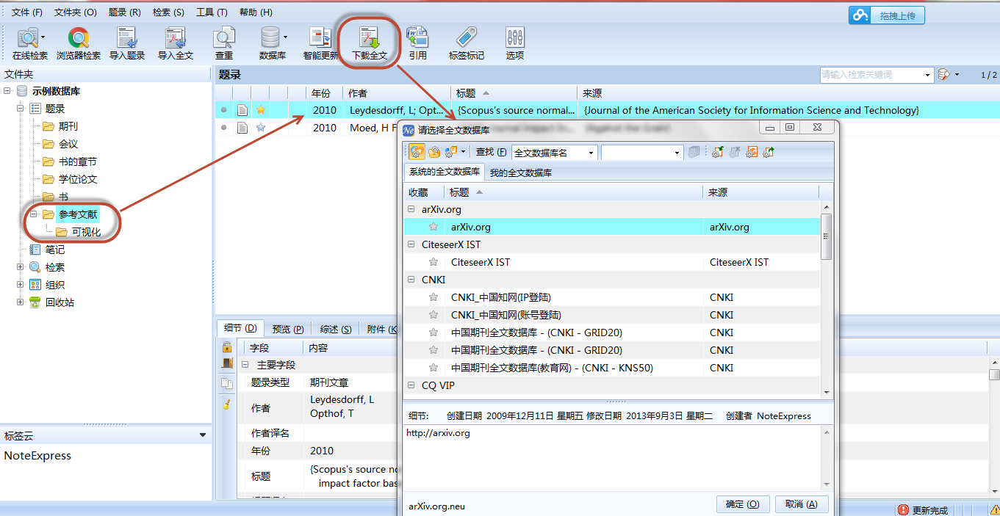 文件 (F) 文件夹 (O) 题录 (R) 检索 (S) 工具 (T) 帮助 (H)
拖拽上传
在线检索 浏览器检索 导入题录 导入全文 查重 数据库 智能更新 下载全文 引用 标签标记 选项
文件夹
示例数据库
题录
期刊
会议
书的章节
学位论文
书
参考文献
可视化
笔记
检索
组织
回收站
标签云
NoteExpress
题录 请输入检索关键词 1 / 2
年份 作者 标题 来源
2010 Leydesdorff, L; Opt... {Scopus's source normal... {Journal of the American Society for Information Science and Technology}
2010 Moed, H F
细节 (D) 预览 (P) 综述 (S) 附件 (K
字段 内容
主要字段
题录类型 期刊文章
作者 Leydesdorff, L
Opthof, T
作者译名
年份 2010
标题 {Scopus's source no
impact factor bas
请选择全文数据库
查找 (F) 全文数据库名
系统的全文数据库 我的全文数据库
收藏 标题 来源
arXiv.org
arXiv.org arXiv.org
CiteseerX IST
CiteseerX IST CiteseerX IST
CNKI
CNKI_中国知网(IP登陆) CNKI
CNKI_中国知网(账号登陆) CNKI
中国期刊全文数据库 - (CNKI - GRID20) CNKI
中国期刊全文数据库 - (CNKI - GRID20) CNKI
中国期刊全文数据库(教育网) - (CNKI - KNS50) CNKI
CQ VIP
细节: 创建日期 2009年12月11日 星期五 修改日期 2013年9月3日 星期二 创建者 NoteExpress
http://arxiv.org
arXiv.org.neu 确定 (O) 取消 (A)
更新完成